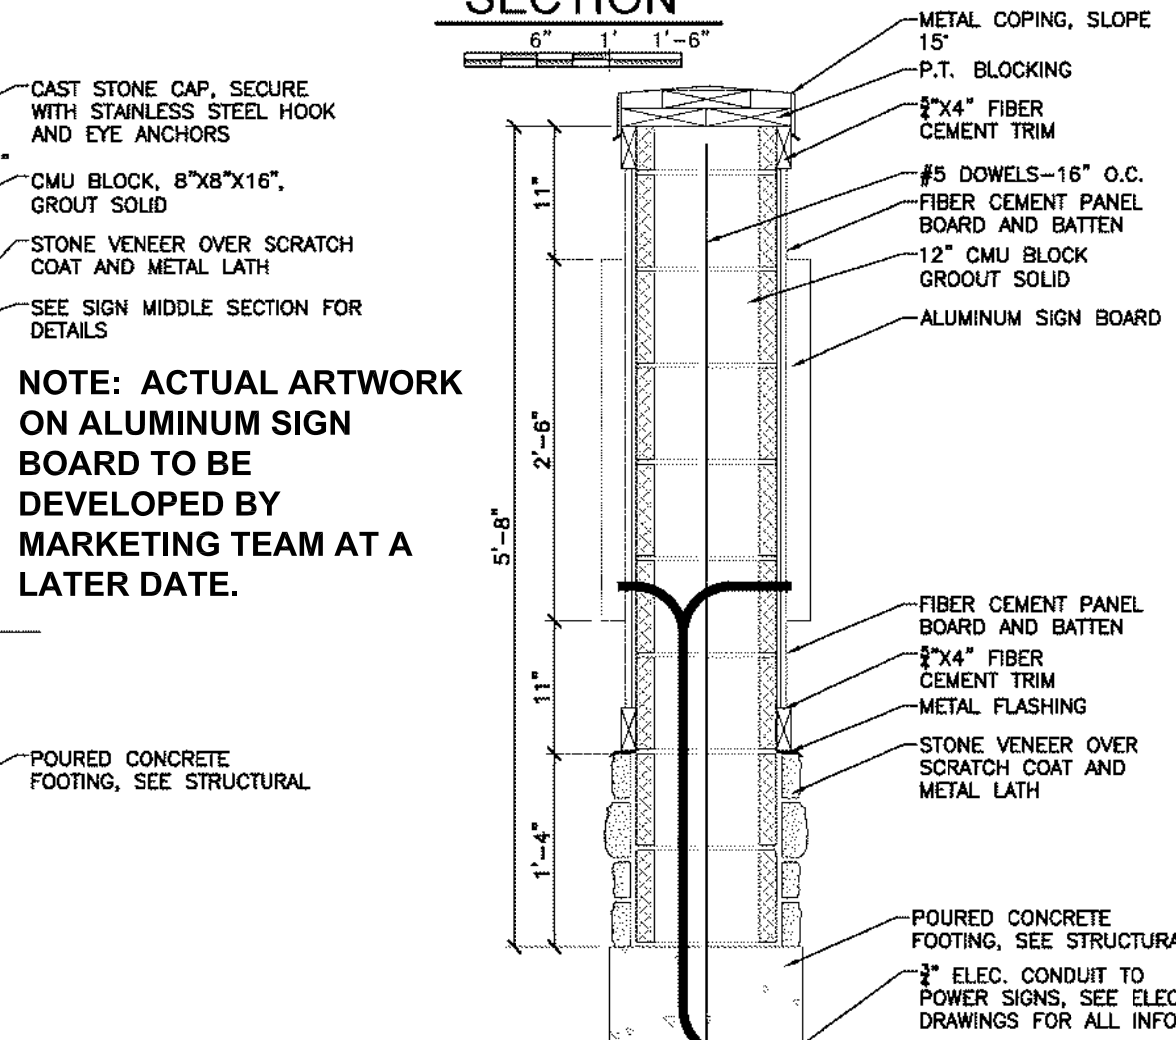 SECTION
6" 1' 1'-6"
CAST STONE CAP, SECURE
WITH STAINLESS STEEL HOOK
AND EYE ANCHORS
CMU BLOCK, 8"X8"X16",
GROUT SOLID
STONE VENEER OVER SCRATCH
COAT AND METAL LATH
SEE SIGN MIDDLE SECTION FOR
DETAILS
NOTE: ACTUAL ARTWORK
ON ALUMINUM SIGN
BOARD TO BE
DEVELOPED BY
MARKETING TEAM AT A
LATER DATE.
POURED CONCRETE
FOOTING, SEE STRUCTURAL
11"
2'-6"
5'-8"
11"
1'-4"
METAL COPING, SLOPE
15°
P.T. BLOCKING
5/4"X4" FIBER
CEMENT TRIM
#5 DOWELS-16" O.C.
FIBER CEMENT PANEL
BOARD AND BATTEN
12" CMU BLOCK
GROOUT SOLID
ALUMINUM SIGN BOARD
FIBER CEMENT PANEL
BOARD AND BATTEN
5/4"X4" FIBER
CEMENT TRIM
METAL FLASHING
STONE VENEER OVER
SCRATCH COAT AND
METAL LATH
POURED CONCRETE
FOOTING, SEE STRUCTURA
3/4" ELEC. CONDUIT TO
POWER SIGNS, SEE ELEC
DRAWINGS FOR ALL INFO